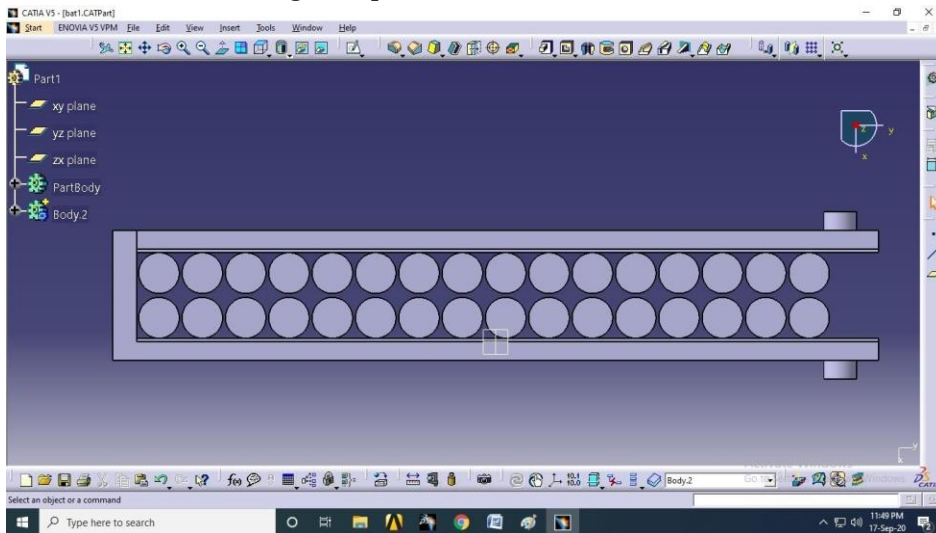 CATIA V5 - [bat1.CATPart]
Start ENOVIA V5 VPM File Edit View Insert Tools Window Help
Part1
xy plane
yz plane
zx plane
PartBody
Body.2
z y
x
y
Body.2
Select an object or a command
Type here to search
11:49 PM
17-Sep-20